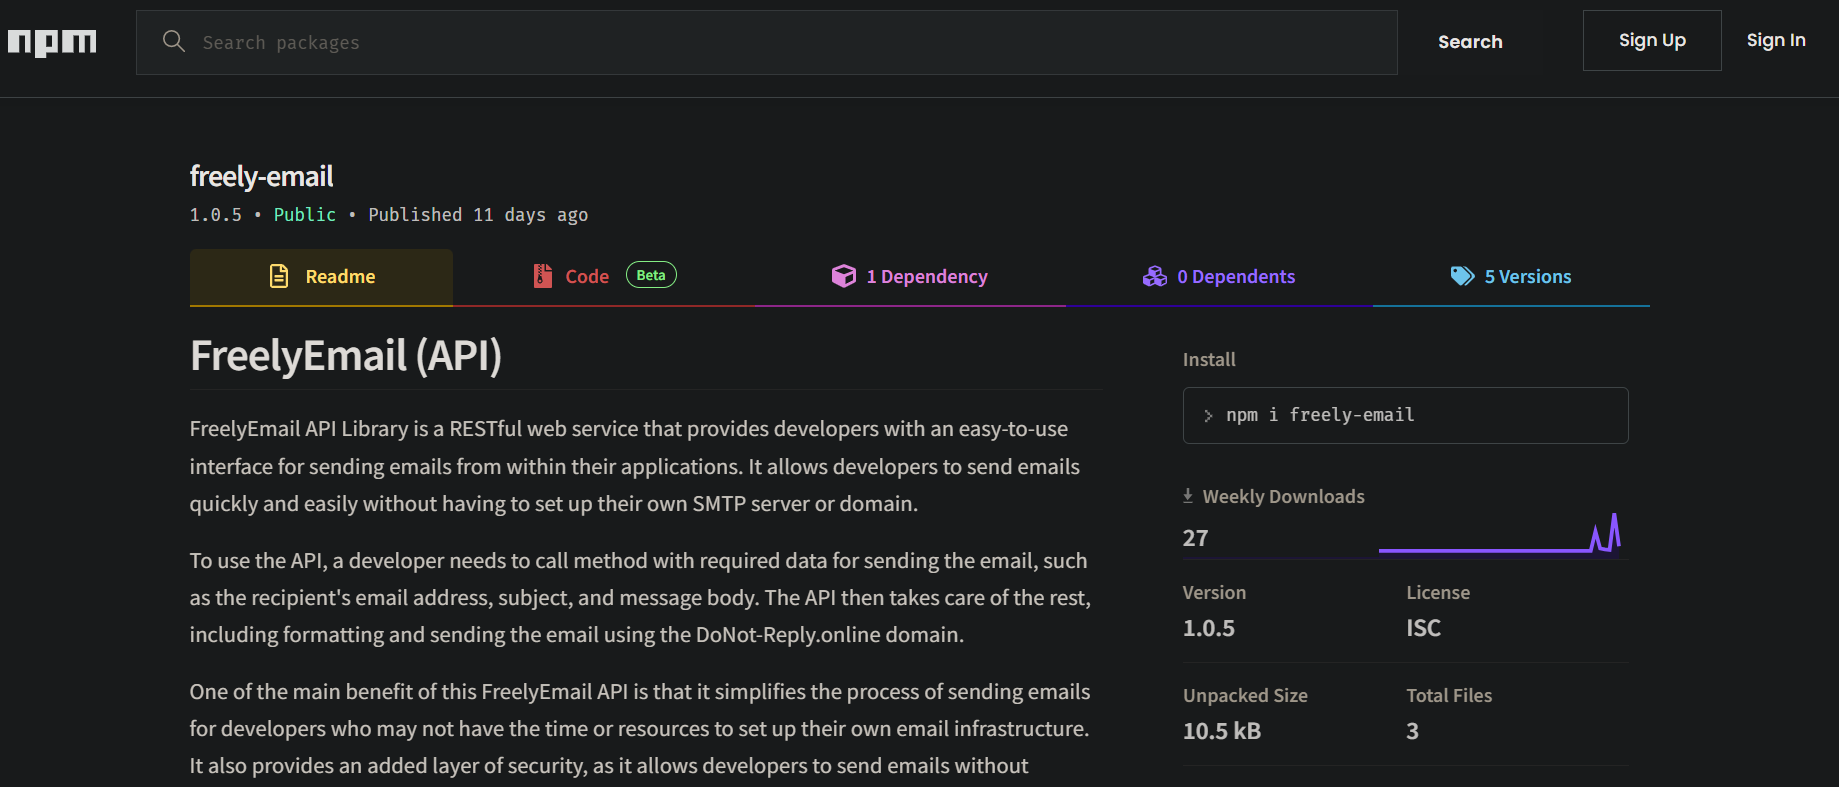 npm
Search packages
Search
Sign Up
Sign In
freely-email
1.0.5 • Public • Published 11 days ago
Readme
Code Beta
1 Dependency
0 Dependents
5 Versions
FreelyEmail (API)
FreelyEmail API Library is a RESTful web service that provides developers with an easy-to-use
interface for sending emails from within their applications. It allows developers to send emails
quickly and easily without having to set up their own SMTP server or domain.
To use the API, a developer needs to call method with required data for sending the email, such
as the recipient's email address, subject, and message body. The API then takes care of the rest,
including formatting and sending the email using the DoNot-Reply.online domain.
One of the main benefit of this FreelyEmail API is that it simplifies the process of sending emails
for developers who may not have the time or resources to set up their own email infrastructure.
It also provides an added layer of security, as it allows developers to send emails without
Install
> npm i freely-email
Weekly Downloads
27
Version
1.0.5
License
ISC
Unpacked Size
10.5 kB
Total Files
3